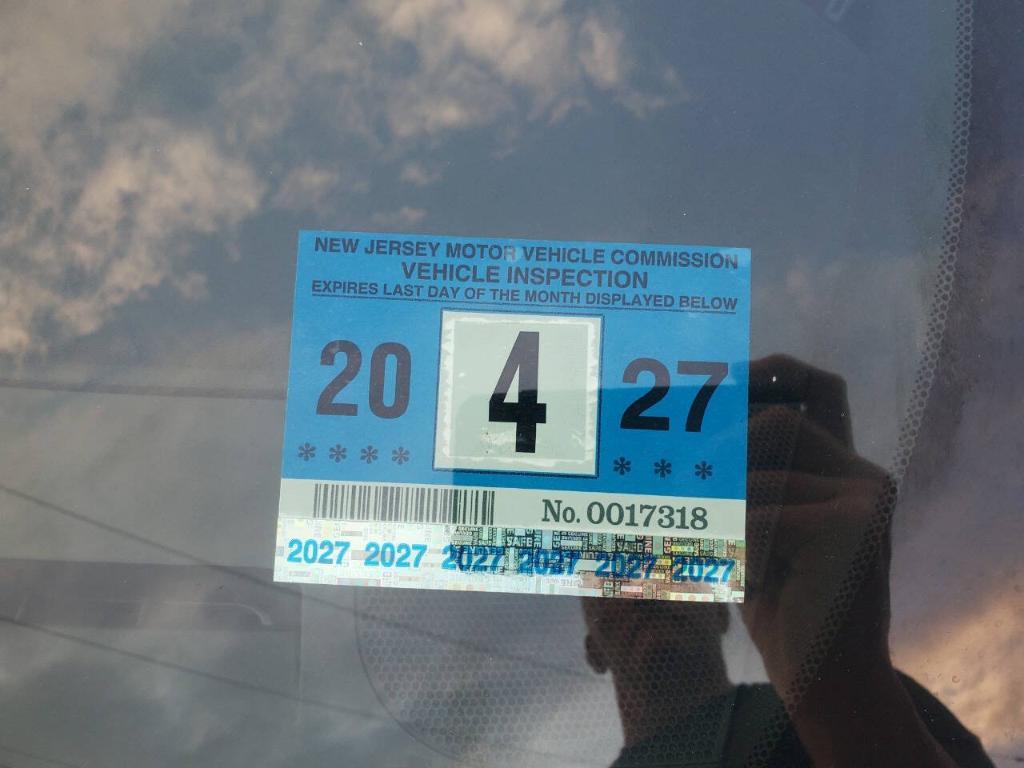 NEW JERSEY MOTOR VEHICLE COMMISSION
VEHICLE INSPECTION
EXPIRES LAST DAY OF THE MONTH DISPLAYED BELOW
20 4 27
**** ***
No. 0017318
2027 2027 2027 2027 2027 2027